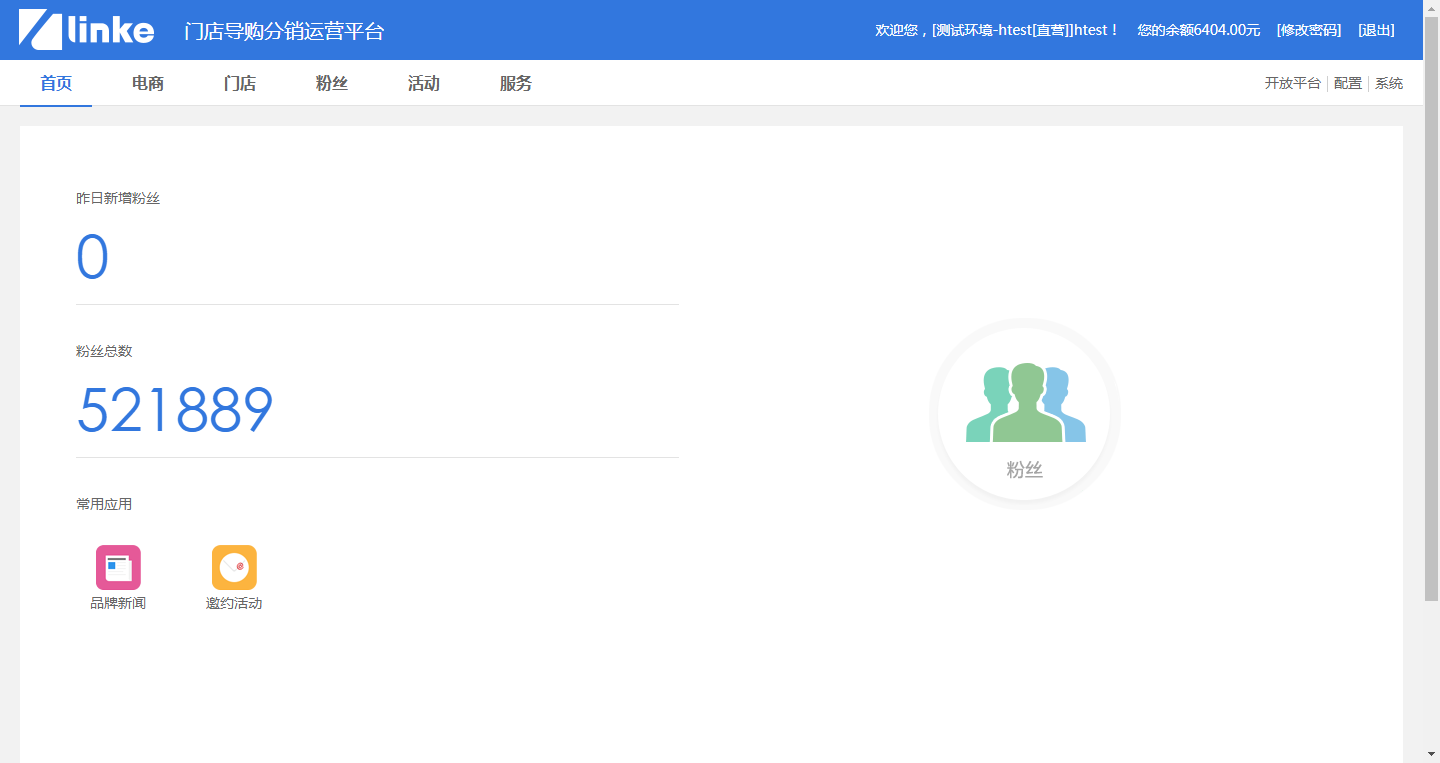 linke 门店导购分销运营平台 欢迎您，[测试环境-htest[直营]]htest！ 您的余额6404.00元 [修改密码] [退出]
首页 电商 门店 粉丝 活动 服务 开放平台 配置 系统
昨日新增粉丝
0
粉丝总数
521889
粉丝
常用应用
品牌新闻 邀约活动